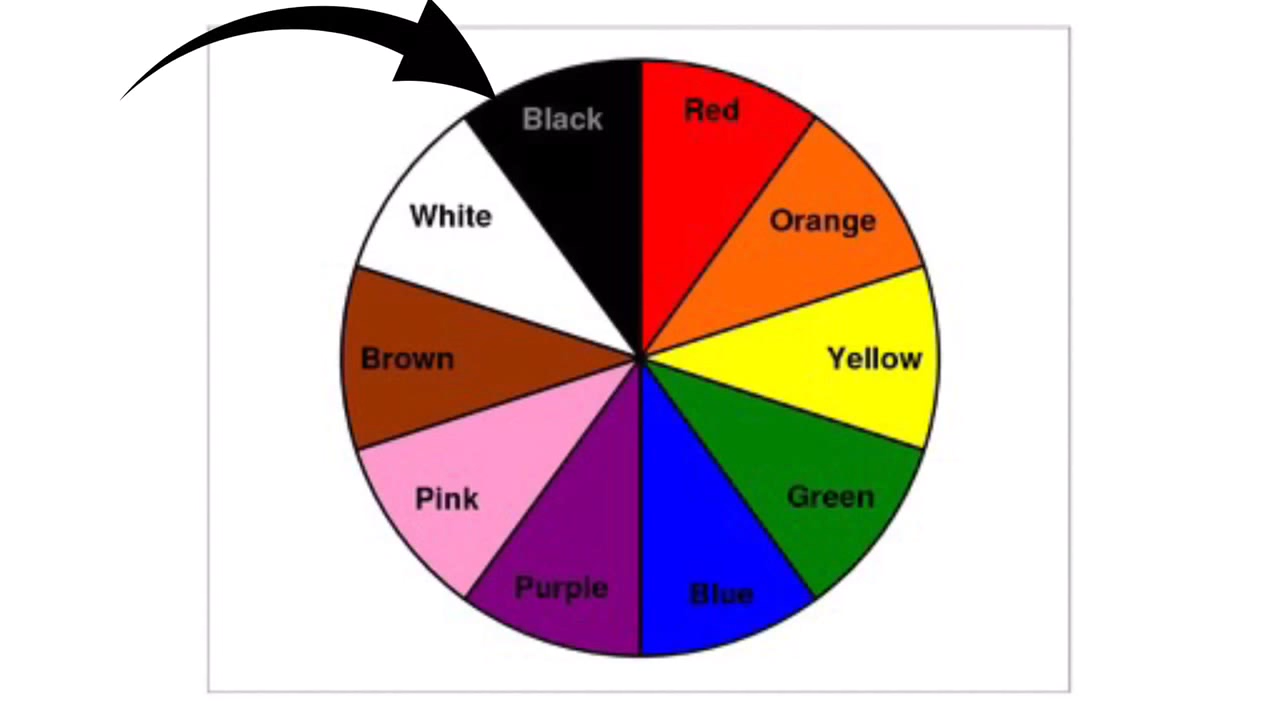 Black
Red
White
Orange
Brown
Yellow
Pink
Green
Purple
Blue